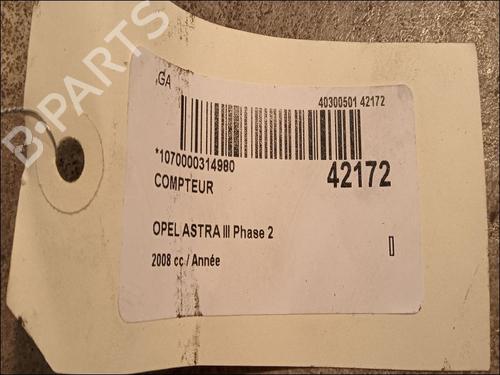 B-PARTS
GA
40300501 42172
*1070000314980
42172
COMPTEUR
OPEL ASTRA III Phase 2
2008 cc / Année